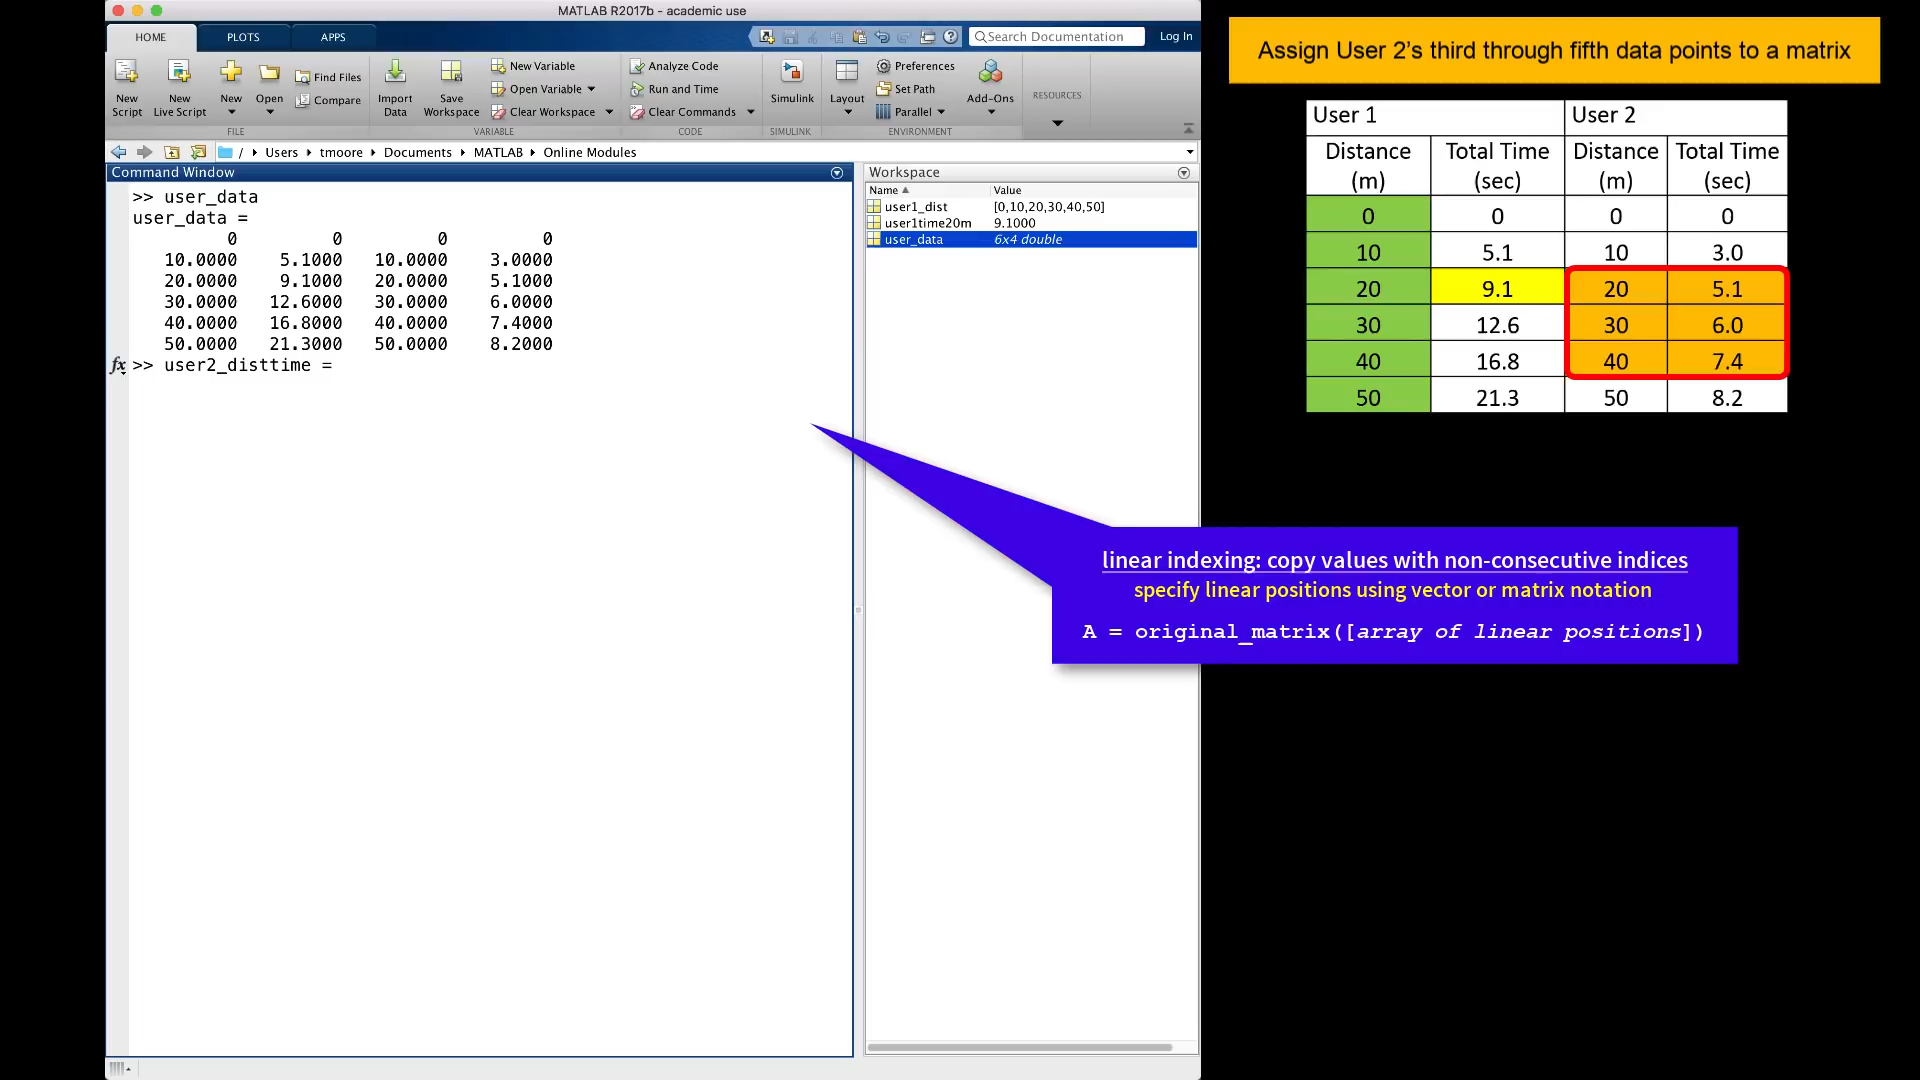 MATLAB R2017b - academic use
HOME PLOTS APPS
Search Documentation
Log In
New Script
New Live Script
New
Open
Find Files
Compare
Import Data
Save Workspace
New Variable
Open Variable
Clear Workspace
Analyze Code
Run and Time
Clear Commands
Simulink
Layout
Preferences
Set Path
Parallel
Add-Ons
RESOURCES
FILE VARIABLE CODE SIMULINK ENVIRONMENT
/ Users tmoore Documents MATLAB Online Modules
Command Window
>> user_data
user_data =
0 0 0 0
10.0000 5.1000 10.0000 3.0000
20.0000 9.1000 20.0000 5.1000
30.0000 12.6000 30.0000 6.0000
40.0000 16.8000 40.0000 7.4000
50.0000 21.3000 50.0000 8.2000
fx >> user2_disttime =
Workspace
Name Value
user1_dist [0,10,20,30,40,50]
user1time20m 9.1000
user_data 6x4 double
Assign User 2’s third through fifth data points to a matrix
User 1 User 2
Distance (m) Total Time (sec) Distance (m) Total Time (sec)
0 0 0 0
10 5.1 10 3.0
20 9.1 20 5.1
30 12.6 30 6.0
40 16.8 40 7.4
50 21.3 50 8.2
linear indexing: copy values with non-consecutive indices
specify linear positions using vector or matrix notation
A = original_matrix([array of linear positions])